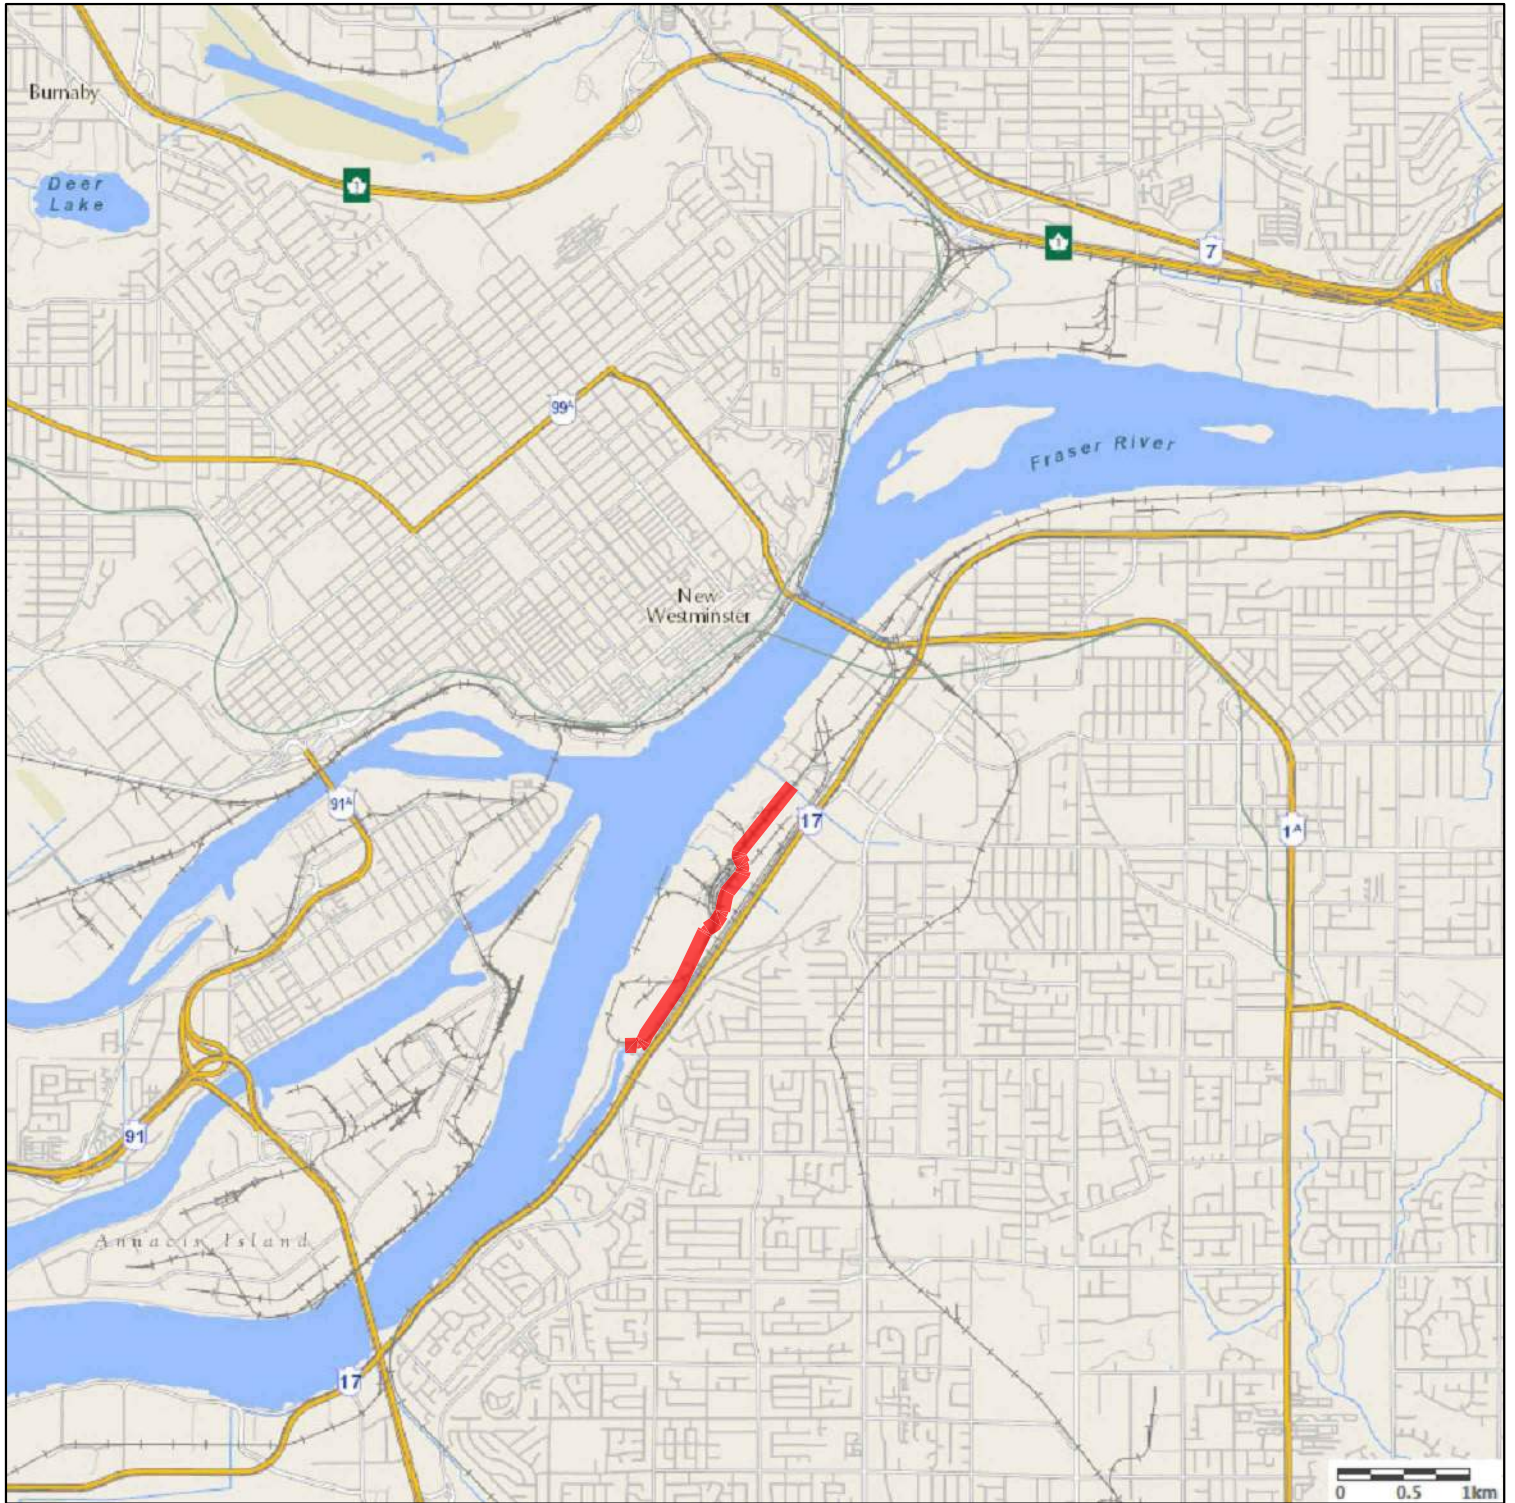 Burnaby
Deer
Lake
1
1
7
99A
Fraser River
New
Westminster
91A
17
1A
91
Annacis Island
17
0 0.5 1km